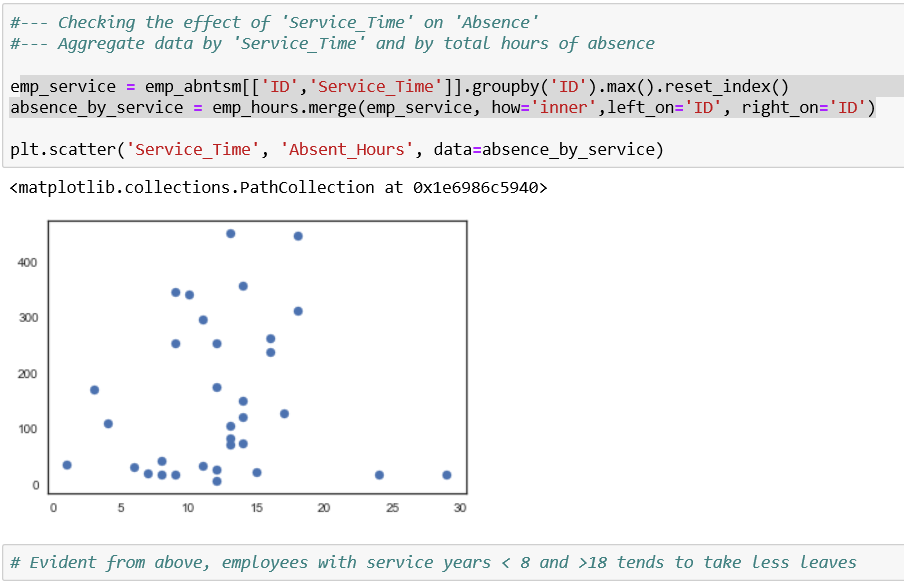 #--- Checking the effect of 'Service_Time' on 'Absence'
#--- Aggregate data by 'Service_Time' and by total hours of absence
emp_service = emp_abntsm[['ID','Service_Time']].groupby('ID').max().reset_index()
absence_by_service = emp_hours.merge(emp_service, how='inner',left_on='ID', right_on='ID')
plt.scatter('Service_Time', 'Absent_Hours', data=absence_by_service)
<matplotlib.collections.PathCollection at 0x1e6986c5940>
400
300
200
100
0
0 5 10 15 20 25 30
# Evident from above, employees with service years < 8 and >18 tends to take less leaves